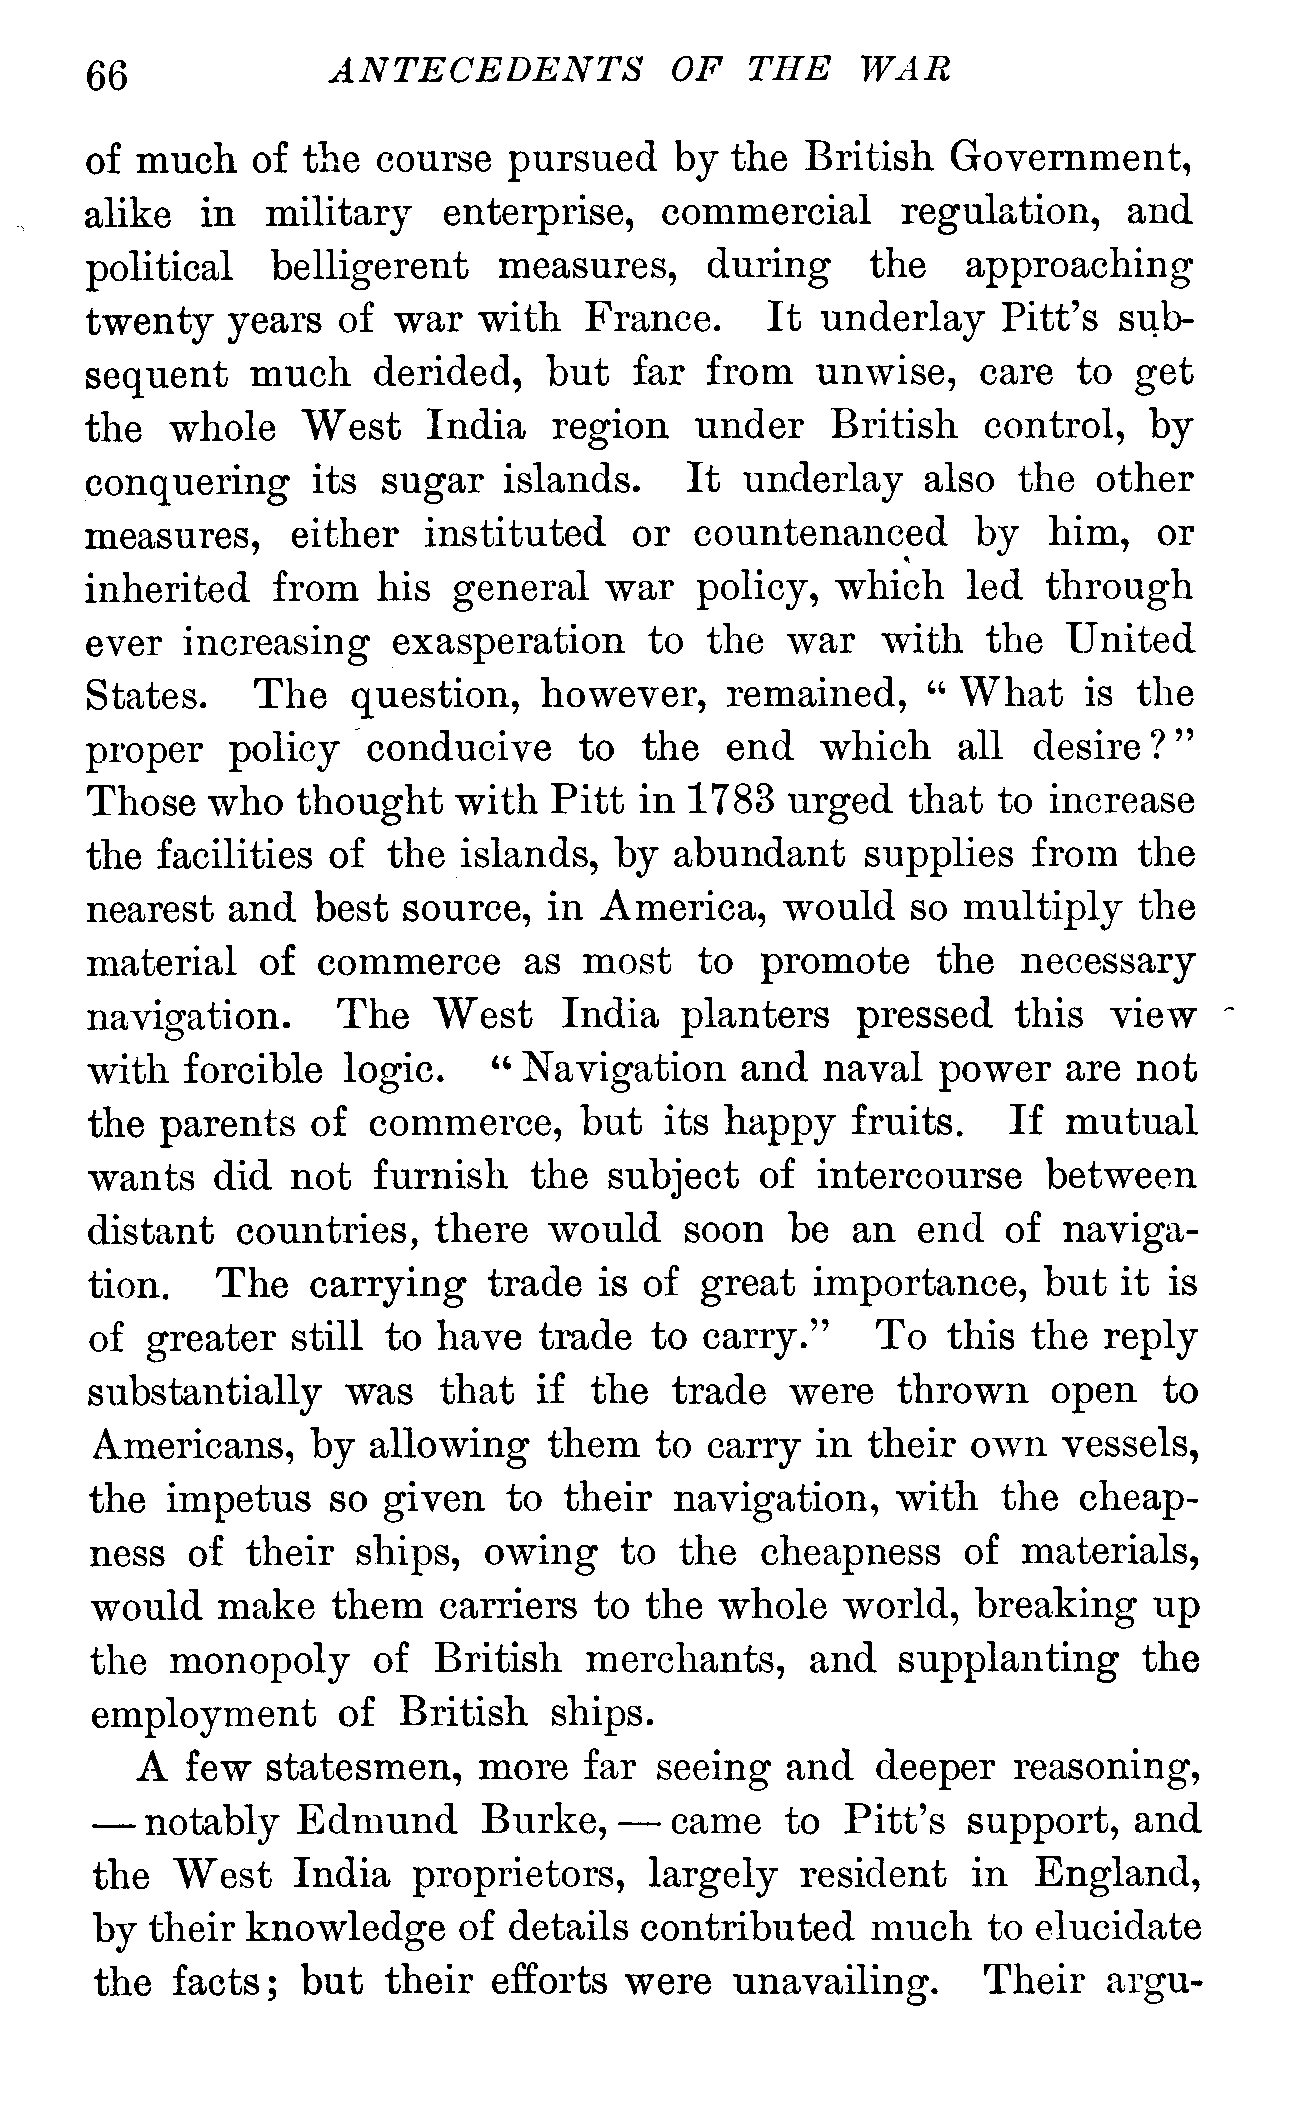 66 ANTECEDENTS OF THE WAR
of much of the course pursued by the British Government,
alike in military enterprise, commercial regulation, and
political belligerent measures, during the approaching
twenty years of war with France. It underlay Pitt's sub-
sequent much derided, but far from unwise, care to get
the whole West India region under British control, by
conquering its sugar islands. It underlay also the other
measures, either instituted or countenanced by him, or
inherited from his general war policy, which led through
ever increasing exasperation to the war with the United
States. The question, however, remained, “ What is the
proper policy conducive to the end which all desire ? ”
Those who thought with Pitt in 1783 urged that to increase
the facilities of the islands, by abundant supplies from the
nearest and best source, in America, would so multiply the
material of commerce as most to promote the necessary
navigation. The West India planters pressed this view
with forcible logic. “ Navigation and naval power are not
the parents of commerce, but its happy fruits. If mutual
wants did not furnish the subject of intercourse between
distant countries, there would soon be an end of naviga-
tion. The carrying trade is of great importance, but it is
of greater still to have trade to carry.” To this the reply
substantially was that if the trade were thrown open to
Americans, by allowing them to carry in their own vessels,
the impetus so given to their navigation, with the cheap-
ness of their ships, owing to the cheapness of materials,
would make them carriers to the whole world, breaking up
the monopoly of British merchants, and supplanting the
employment of British ships.
A few statesmen, more far seeing and deeper reasoning,
— notably Edmund Burke, — came to Pitt's support, and
the West India proprietors, largely resident in England,
by their knowledge of details contributed much to elucidate
the facts; but their efforts were unavailing. Their argu-